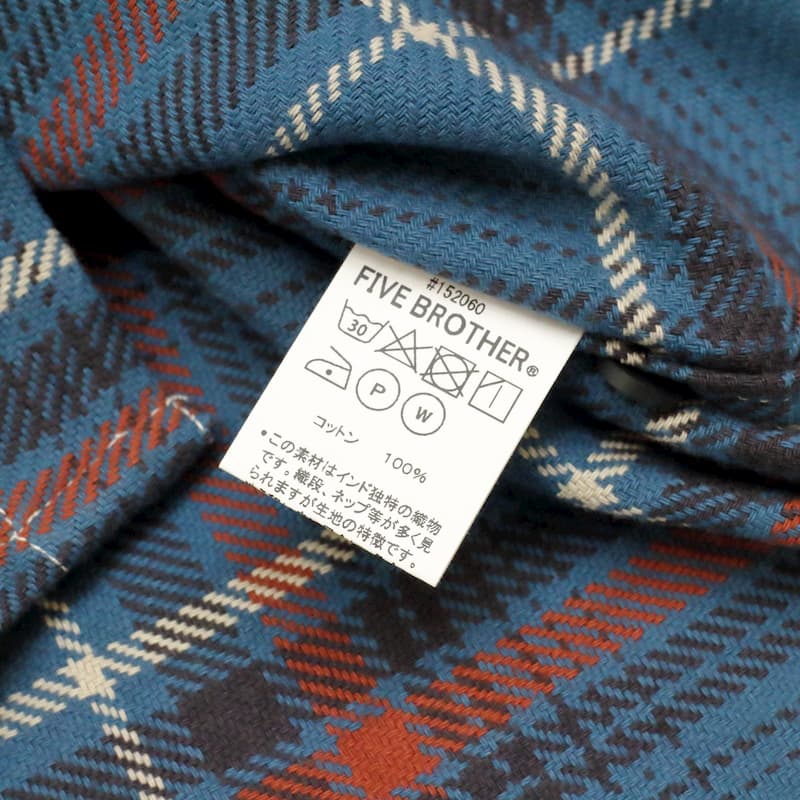 #152060
FIVE BROTHER®
30
P W
コットン 100%
•この素材はインド独特の織物
です。織段、ネップ等が多く見
られますが生地の特徴です。